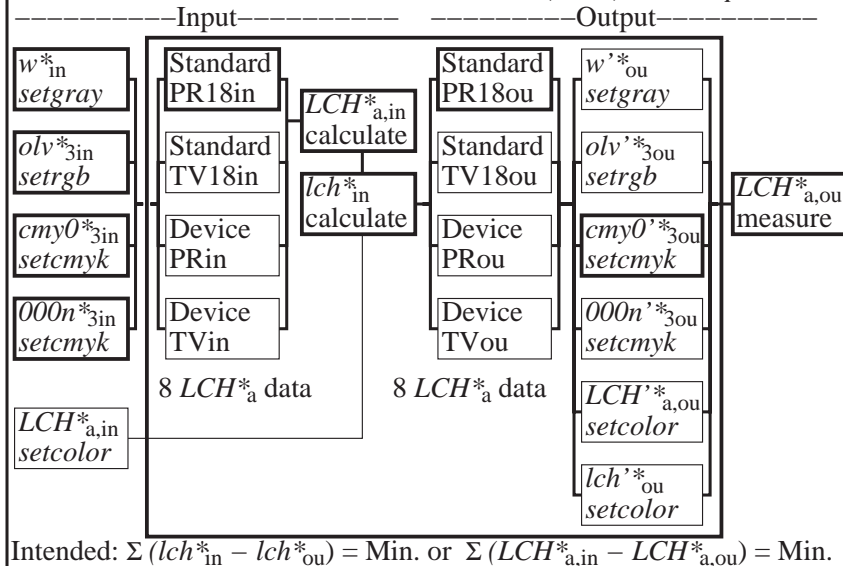 Input
Output
w*in
setgray
olv*3in
setrgb
cmy0*3in
setcmyk
000n*3in
setcmyk
LCH*a,in
setcolor
Standard
PR18in
Standard
TV18in
Device
PRin
Device
TVin
8 LCH*a data
LCH*a,in
calculate
lch*in
calculate
Standard
PR18ou
Standard
TV18ou
Device
PRou
Device
TVou
8 LCH*a data
w'*ou
setgray
olv'*3ou
setrgb
cmy0'*3ou
setcmyk
000n'*3ou
setcmyk
LCH'*a,ou
setcolor
lch'*ou
setcolor
LCH*a,ou
measure
Intended: Σ (lch*in – lch*ou) = Min. or Σ (LCH*a,in – LCH*a,ou) = Min.